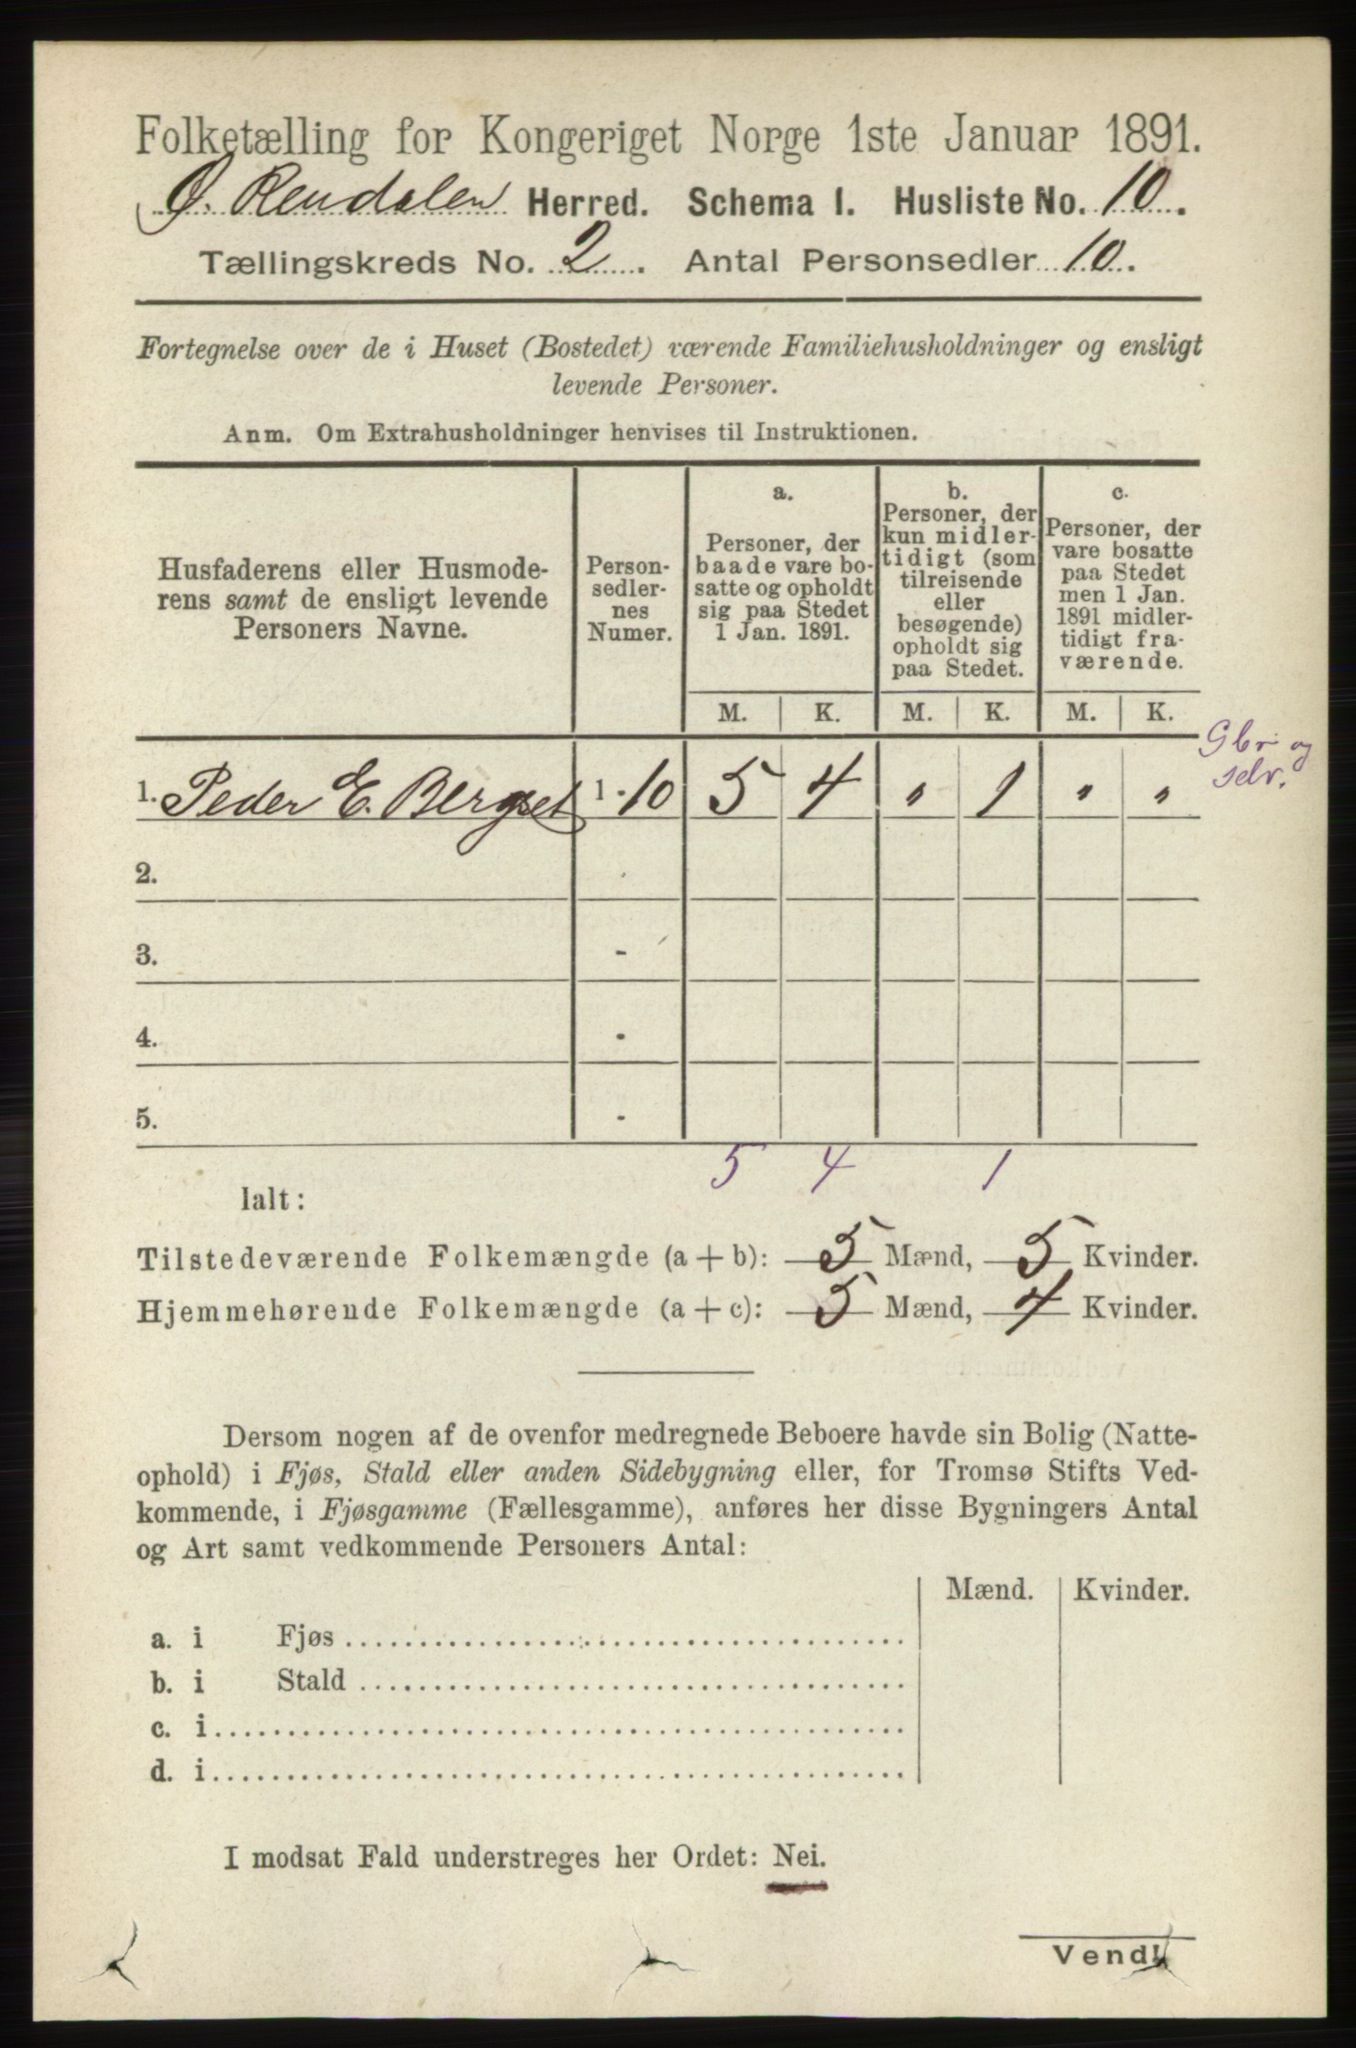 Folketælling for Kongeriget Norge 1ste Januar 1891.
Ø. Rendalen Herred. Schema I. Husliste No. 10.
Tællingskreds No. 2. Antal Personsedler 10.
Fortegnelse over de i Huset (Bostedet) værende Familiehusholdninger og ensligt
levende Personer.
Anm. Om Extrahusholdninger henvises til Instruktionen.
Husfaderens eller Husmode-
rens samt de ensligt levende
Personers Navne.
Person-
sedler-
nes
Numer.
a.
Personer, der
baade vare bo-
satte og opholdt
sig paa Stedet
1 Jan. 1891.
b.
Personer, der
kun midler-
tidigt (som
tilreisende
eller
besøgende)
opholdt sig
paa Stedet.
c.
Personer, der
vare bosatte
paa Stedet
men 1 Jan.
1891 midler-
tidigt fra-
værende.
M. K. M. K. M. K.
Gbr. og
selv.
1. Peder E. Bergset 1 - 10 5 4 " 1 " "
2.
3. -
4. -
5. -
5 4 1
Ialt:
Tilstedeværende Folkemængde (a + b): 5 Mænd, 5 Kvinder.
Hjemmehørende Folkemængde (a + c): 5 Mænd, 4 Kvinder.
Dersom nogen af de ovenfor medregnede Beboere havde sin Bolig (Natte-
ophold) i Fjøs, Stald eller anden Sidebygning eller, for Tromsø Stifts Ved-
kommende, i Fjøsgamme (Fællesgamme), anføres her disse Bygningers Antal
og Art samt vedkommende Personers Antal:
Mænd. Kvinder.
a. i Fjøs
b. i Stald
c. i
d. i
I modsat Fald understreges her Ordet: Nei.
Vend!